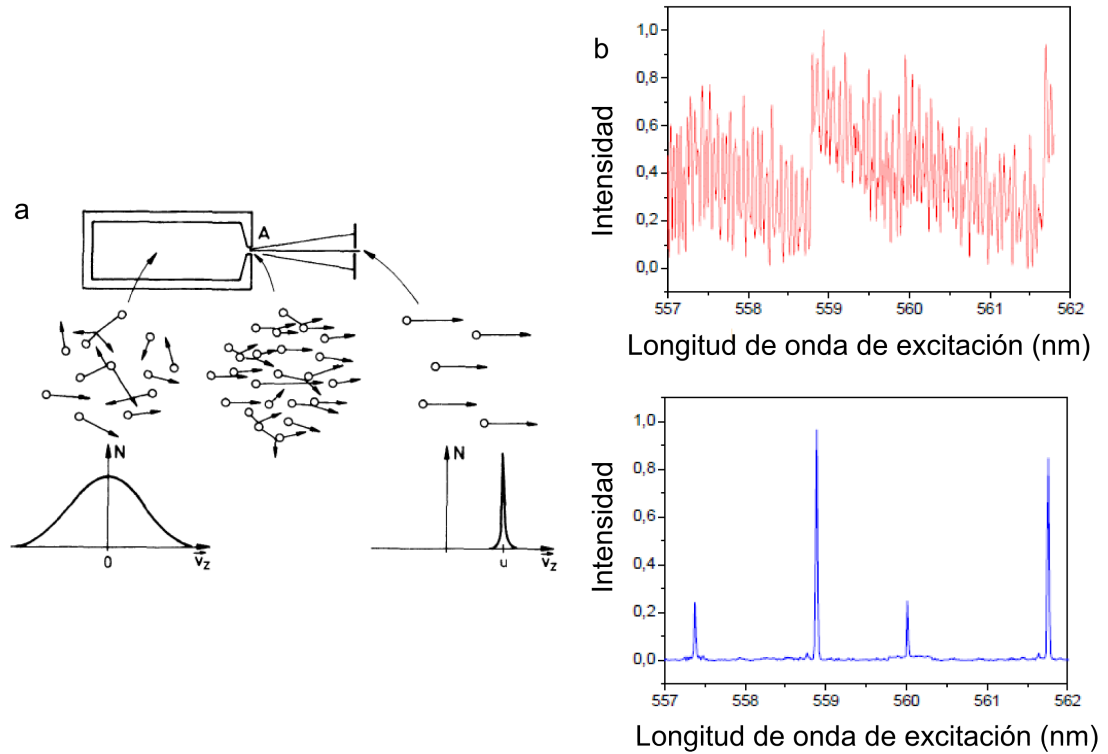 a
A
N
0
v_z
N
u
v_z
b
Intensidad
1,0
0,8
0,6
0,4
0,2
0,0
557
558
559
560
561
562
Longitud de onda de excitación (nm)
Intensidad
1,0
0,8
0,6
0,4
0,2
0,0
557
558
559
560
561
562
Longitud de onda de excitación (nm)